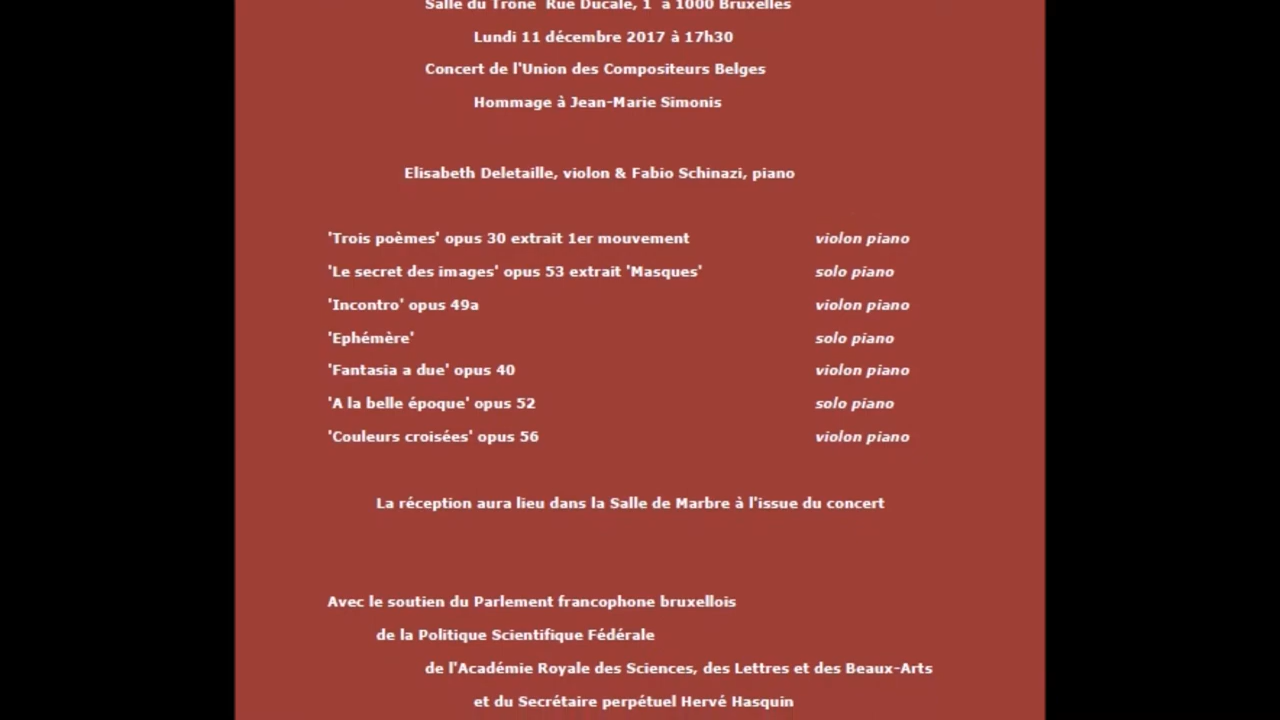 Salle du Trône  Rue Ducale, 1  à 1000 Bruxelles
Lundi 11 décembre 2017 à 17h30
Concert de l'Union des Compositeurs Belges
Hommage à Jean-Marie Simonis
Elisabeth Deletaille, violon & Fabio Schinazi, piano
'Trois poèmes' opus 30 extrait 1er mouvement violon piano
'Le secret des images' opus 53 extrait 'Masques' solo piano
'Incontro' opus 49a violon piano
'Ephémère' solo piano
'Fantasia a due' opus 40 violon piano
'A la belle époque' opus 52 solo piano
'Couleurs croisées' opus 56 violon piano
La réception aura lieu dans la Salle de Marbre à l'issue du concert
Avec le soutien du Parlement francophone bruxellois
de la Politique Scientifique Fédérale
de l'Académie Royale des Sciences, des Lettres et des Beaux-Arts
et du Secrétaire perpétuel Hervé Hasquin